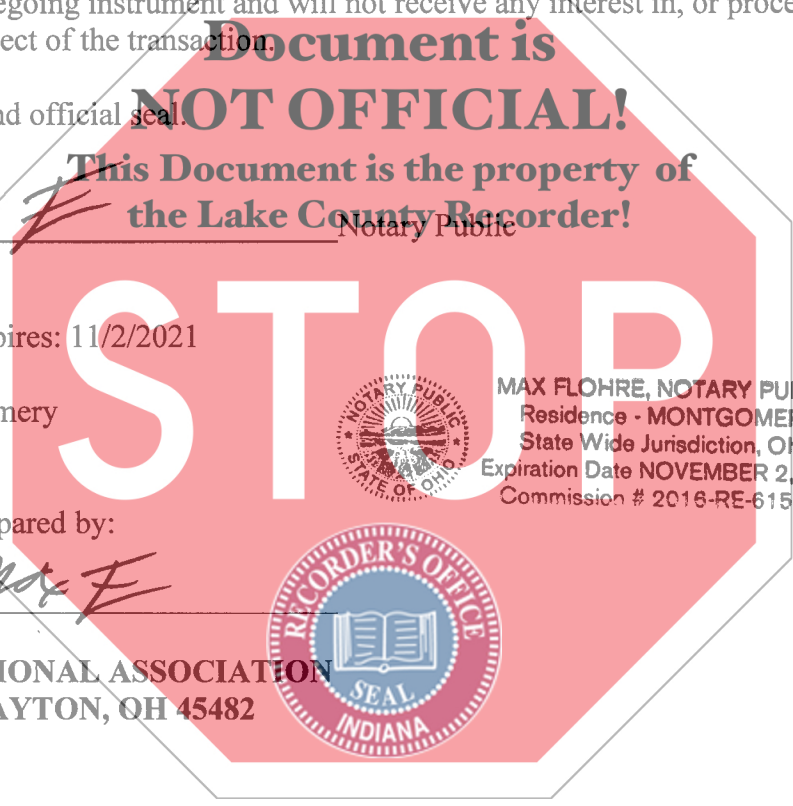 egoing instrument and will not receive any interest in, or proce
ect of the transaction.
Document is
nd official seal.
NOT OFFICIAL!
This Document is the property of
the Lake County Recorder!
Notary Public
STOP
pires: 11/2/2021
mery
NOTARY PUBLIC
STATE OF OHIO
MAX FLOHRE, NOTARY PU
Residence - MONTGOMER
State Wide Jurisdiction, OH
Expiration Date NOVEMBER 2,
Commission # 2016-RE-615
pared by:
RECORDER'S OFFICE
SEAL
INDIANA
IONAL ASSOCIATION
AYTON, OH 45482